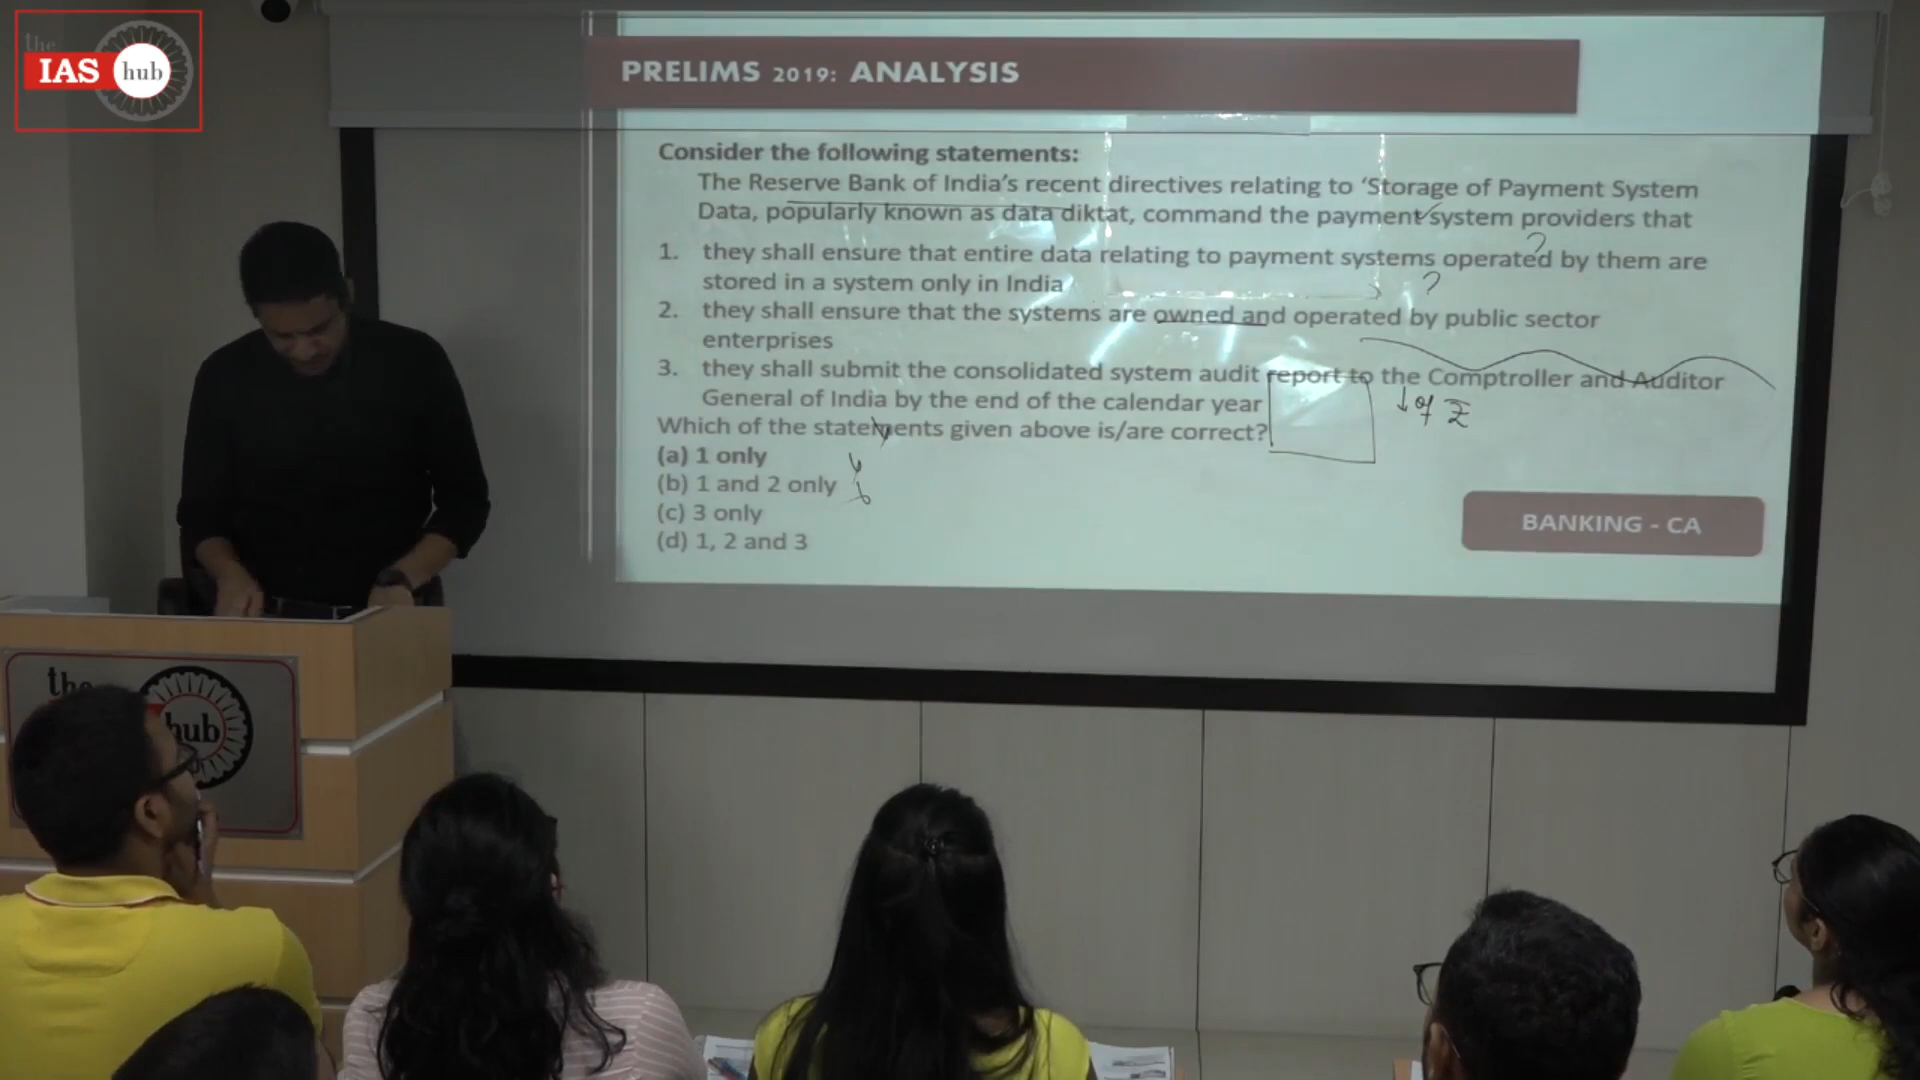 the
IAS hub
PRELIMS 2019: ANALYSIS
Consider the following statements:
The Reserve Bank of India's recent directives relating to 'Storage of Payment System
Data, popularly known as data diktat, command the payment system providers that
1. they shall ensure that entire data relating to payment systems operated by them are
stored in a system only in India
2. they shall ensure that the systems are owned and operated by public sector
enterprises
3. they shall submit the consolidated system audit report to the Comptroller and Auditor
General of India by the end of the calendar year
Which of the statements given above is/are correct?
(a) 1 only
(b) 1 and 2 only
(c) 3 only
(d) 1, 2 and 3
?
?
of
BANKING - CA
the
hub